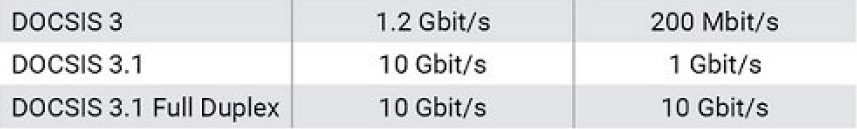 DOCSIS 3 1.2 Gbit/s 200 Mbit/s
DOCSIS 3.1 10 Gbit/s 1 Gbit/s
DOCSIS 3.1 Full Duplex 10 Gbit/s 10 Gbit/s